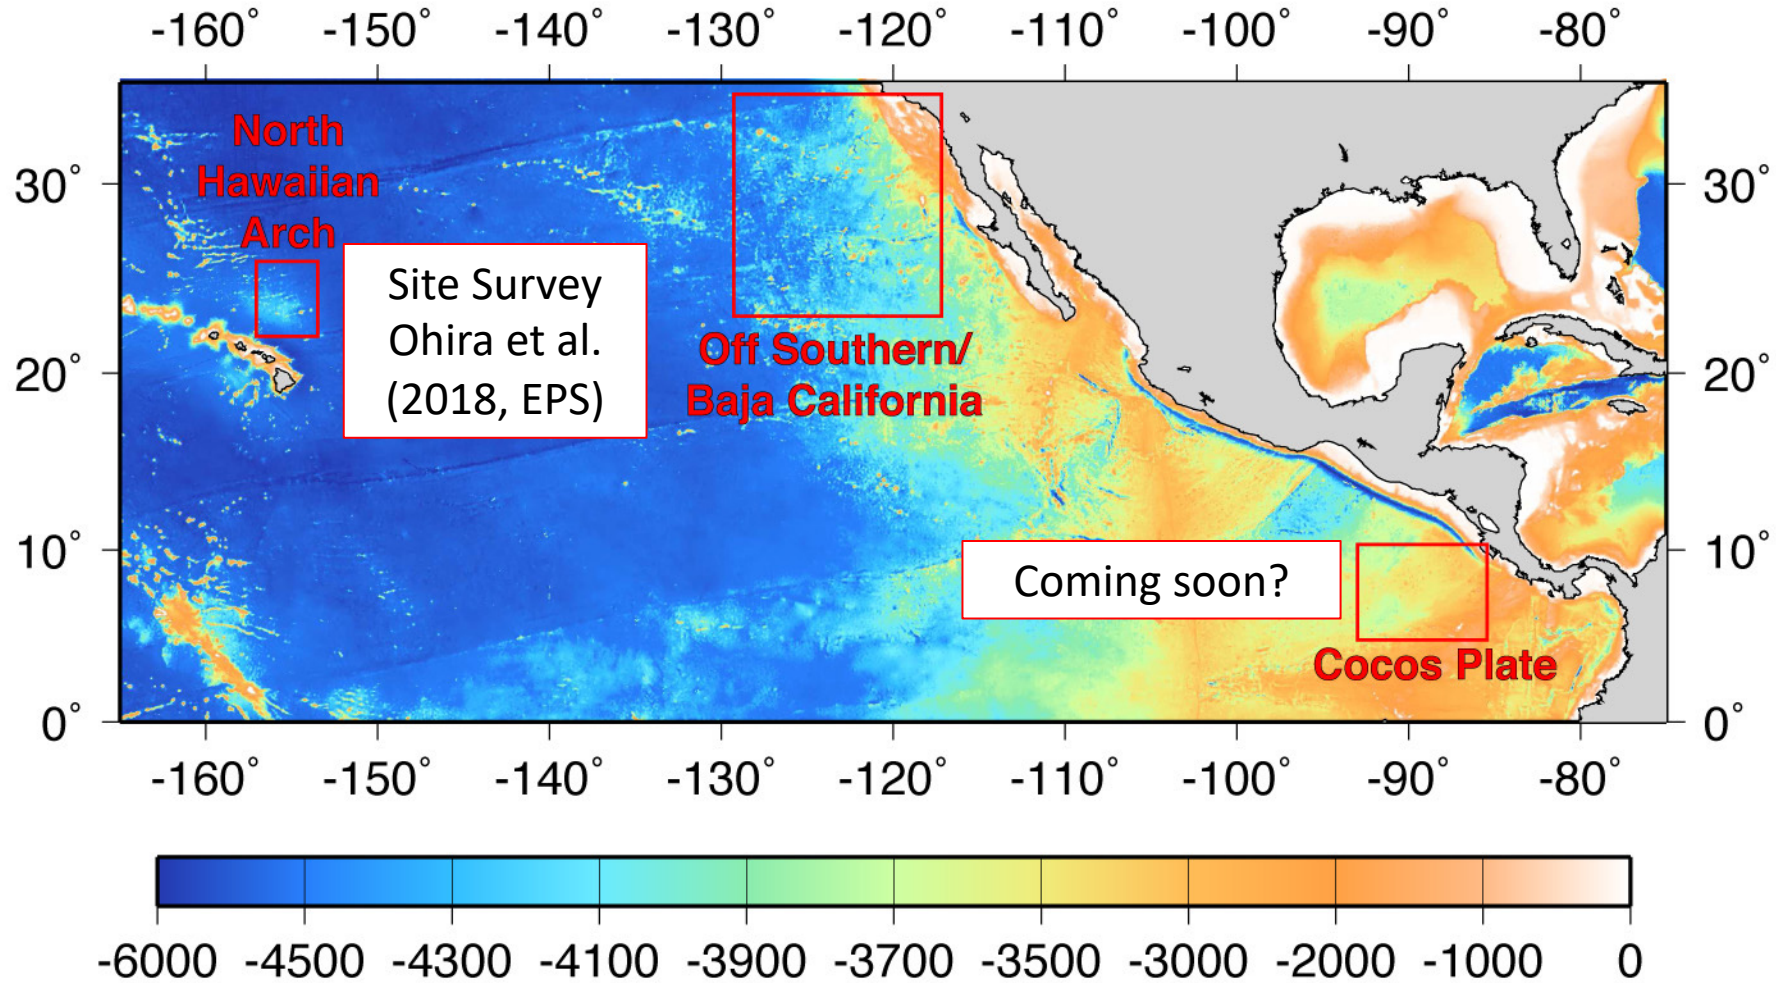 -160° -150° -140° -130° -120° -110° -100° -90° -80°
North
Hawaiian
Arch
30° 30°
Site Survey
Ohira et al.
(2018, EPS)
Off Southern/
Baja California
20° 20°
10° 10°
Coming soon?
Cocos Plate
0° 0°
-160° -150° -140° -130° -120° -110° -100° -90° -80°
-6000 -4500 -4300 -4100 -3900 -3700 -3500 -3000 -2000 -1000 0